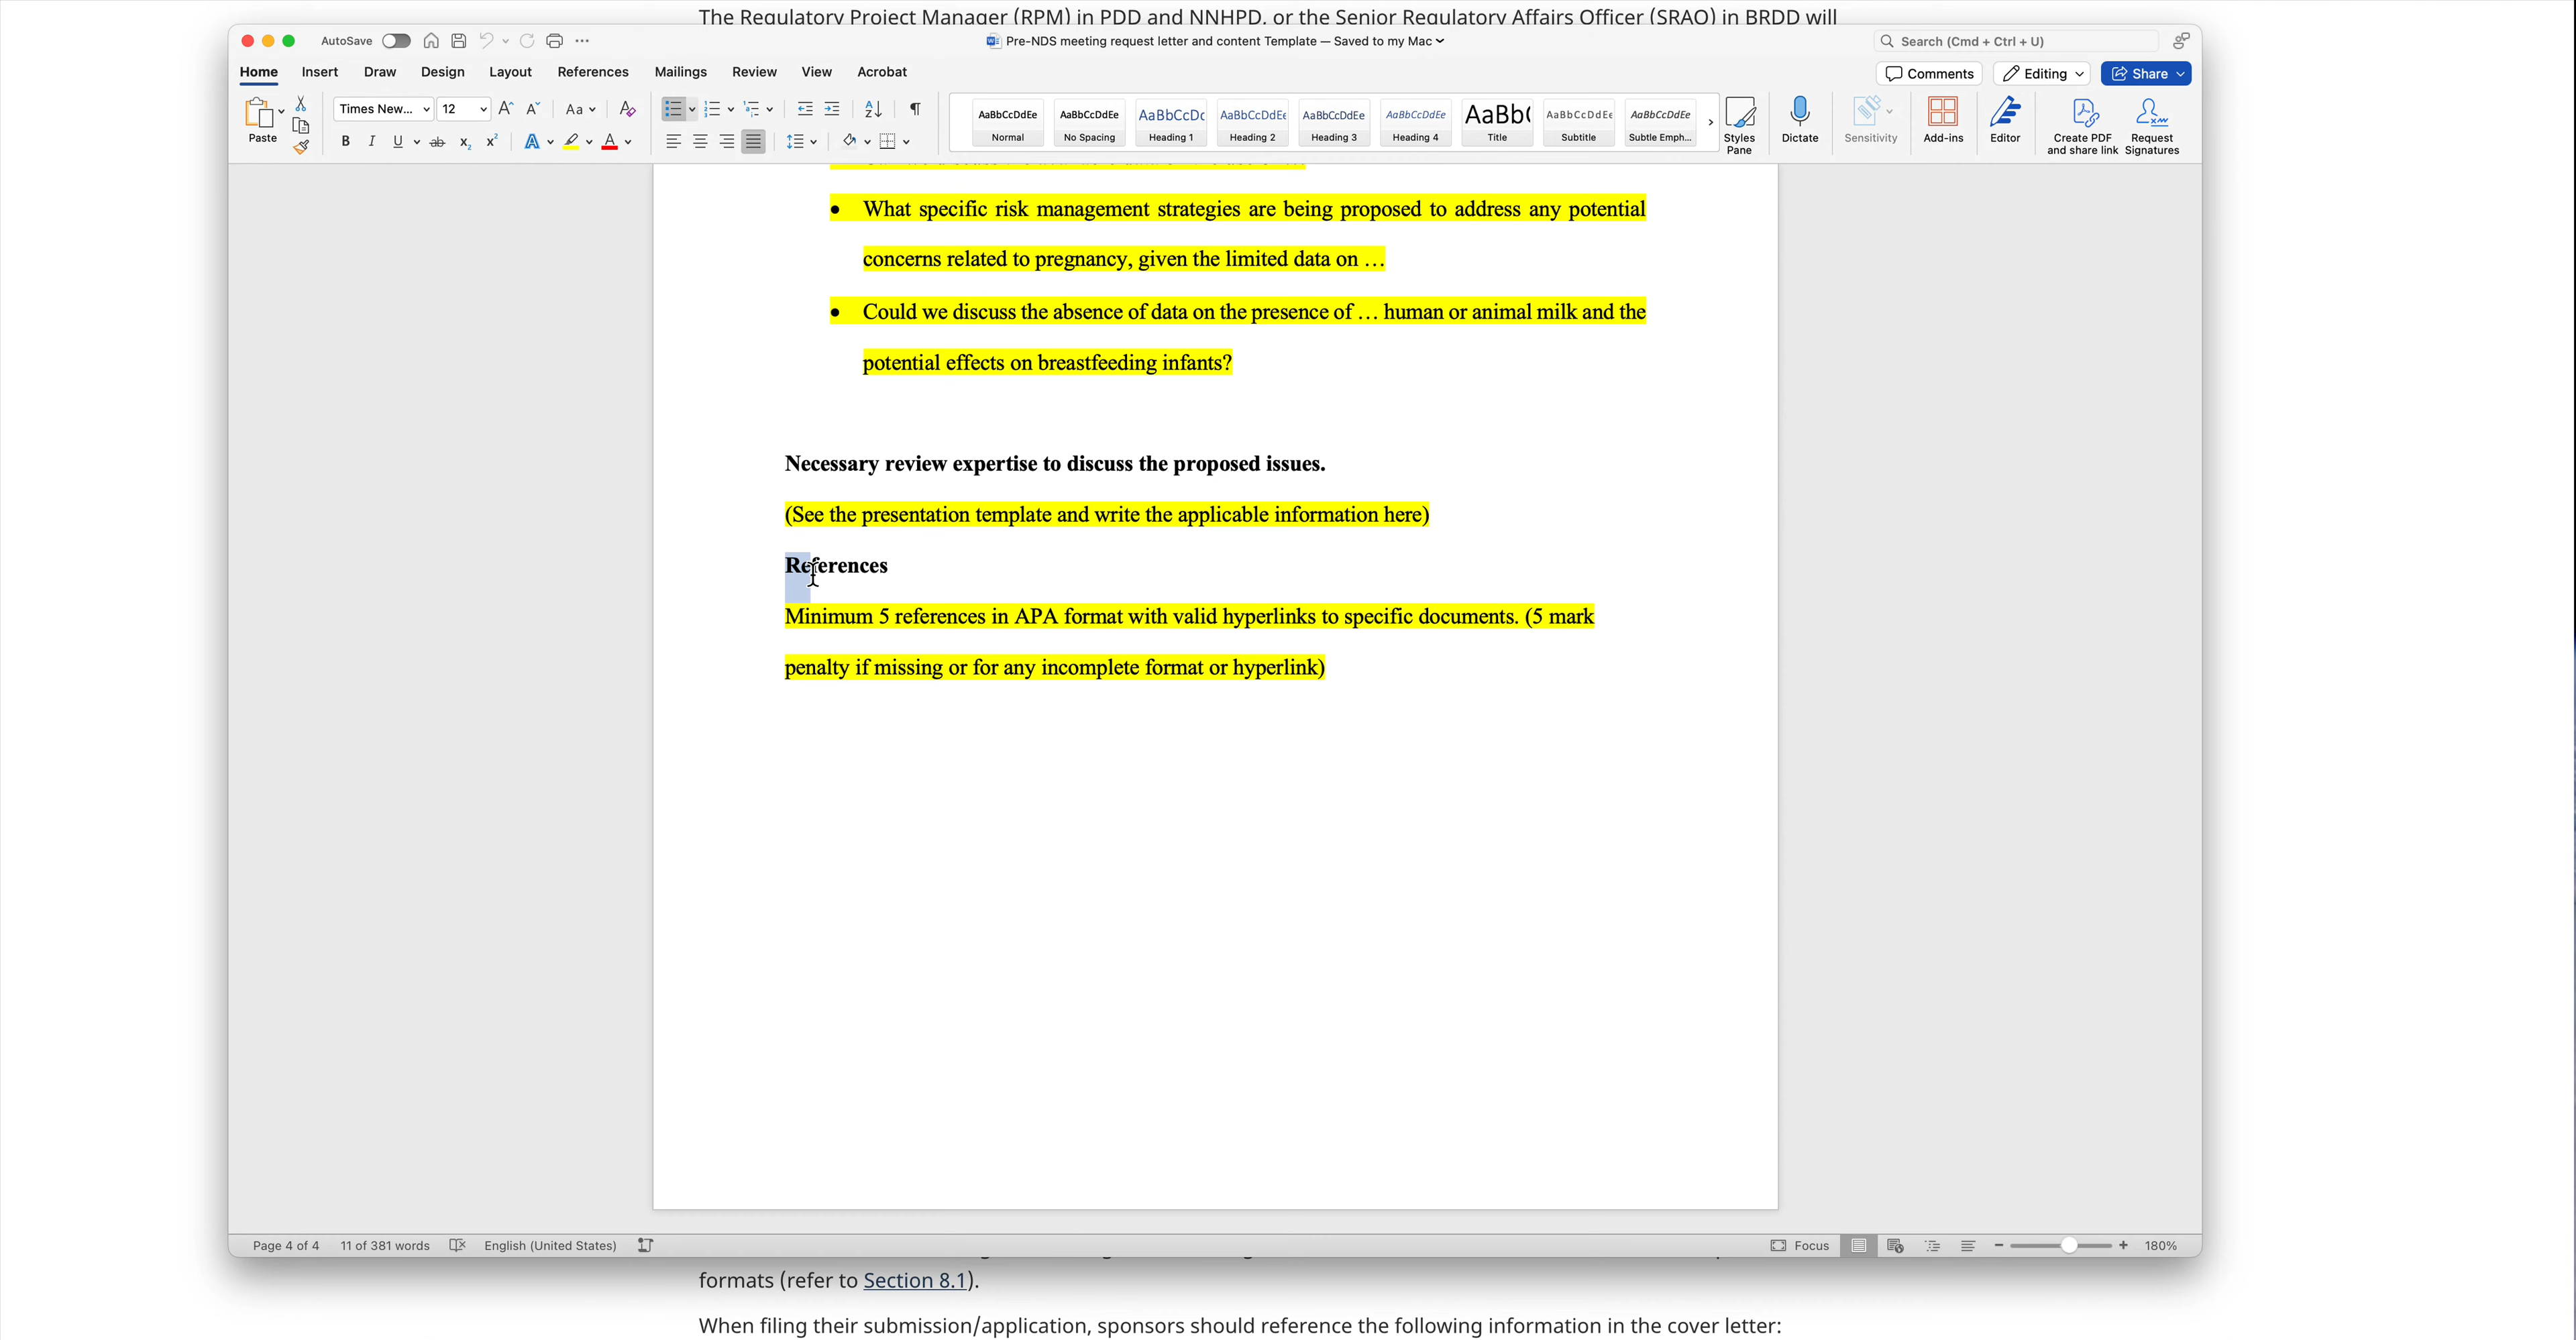 The Regulatory Project Manager (RPM) in PDD and NNHPD, or the Senior Regulatory Affairs Officer (SRAO) in BRDD will
AutoSave
Pre-NDS meeting request letter and content Template — Saved to my Mac
Search (Cmd + Ctrl + U)
Home Insert Draw Design Layout References Mailings Review View Acrobat
Comments Editing Share
Paste
Times New... 12
AaBbCcDdEe Normal
AaBbCcDdEe No Spacing
AaBbCcDc Heading 1
AaBbCcDdEe Heading 2
AaBbCcDdEe Heading 3
AaBbCcDdEe Heading 4
AaBb( Title
AaBbCcDdEe Subtitle
AaBbCcDdEe Subtle Emph...
Styles Pane
Dictate
Sensitivity
Add-ins
Editor
Create PDF and share link
Request Signatures
• What specific risk management strategies are being proposed to address any potential
concerns related to pregnancy, given the limited data on …
• Could we discuss the absence of data on the presence of … human or animal milk and the
potential effects on breastfeeding infants?
Necessary review expertise to discuss the proposed issues.
(See the presentation template and write the applicable information here)
References
Minimum 5 references in APA format with valid hyperlinks to specific documents. (5 mark
penalty if missing or for any incomplete format or hyperlink)
Page 4 of 4 11 of 381 words English (United States) Focus 180%
formats (refer to Section 8.1).
When filing their submission/application, sponsors should reference the following information in the cover letter: